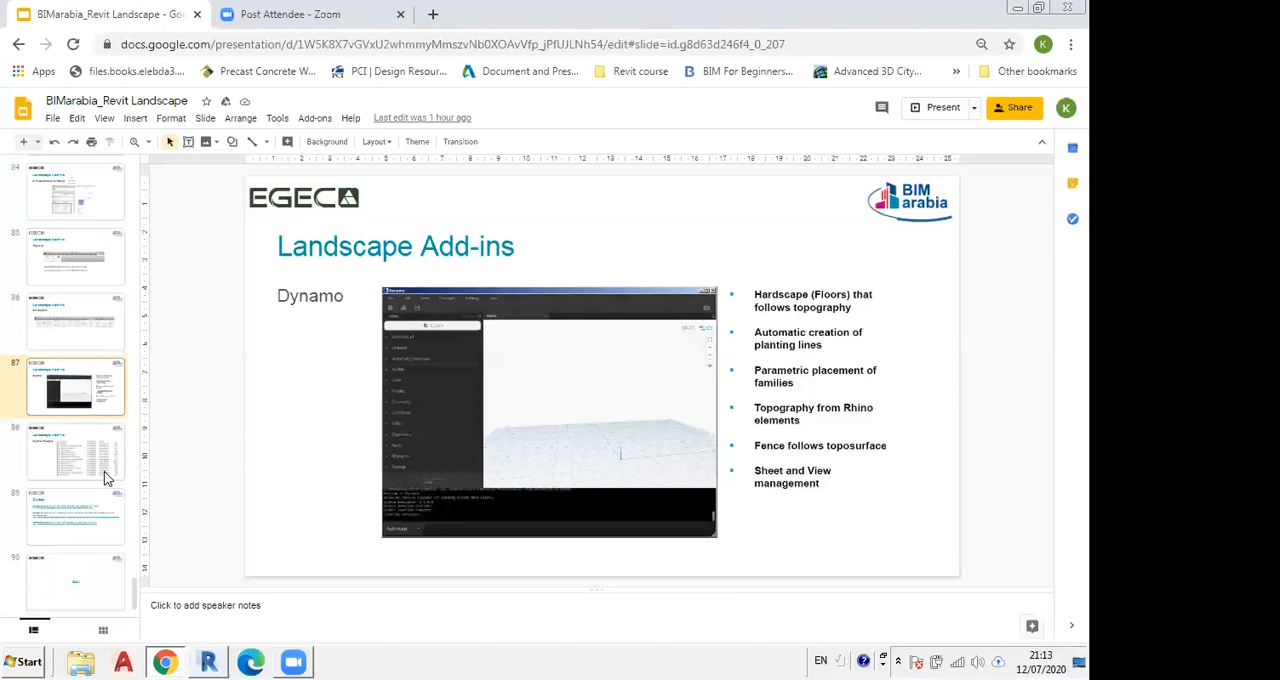 BIMarabia_Revit Landscape - Goo
Post Attendee - Zoom
docs.google.com/presentation/d/1W5K8X7vGVxU2whmmyMmszvNb0XOAvVfp_jPfUJLNh54/edit#slide=id.g8d63d246f4_0_207
K
Apps
files.books.elebda3....
Precast Concrete W...
PCI | Design Resour...
Document and Pres...
Revit course
BIM For Beginners...
Advanced 3D City...
Other bookmarks
BIMarabia_Revit Landscape
Present
Share
K
File Edit View Insert Format Slide Arrange Tools Add-ons Help Last edit was 1 hour ago
Background Layout Theme Transition
EGECA
BIM
arabia
Landscape Add-ins
Dynamo
Hardscape (Floors) that
follows topography
Automatic creation of
planting lines
Parametric placement of
families
Topography from Rhino
elements
Fence follows toposurface
Sheet and View
management
87
90
Click to add speaker notes
Start
EN
21:13
12/07/2020